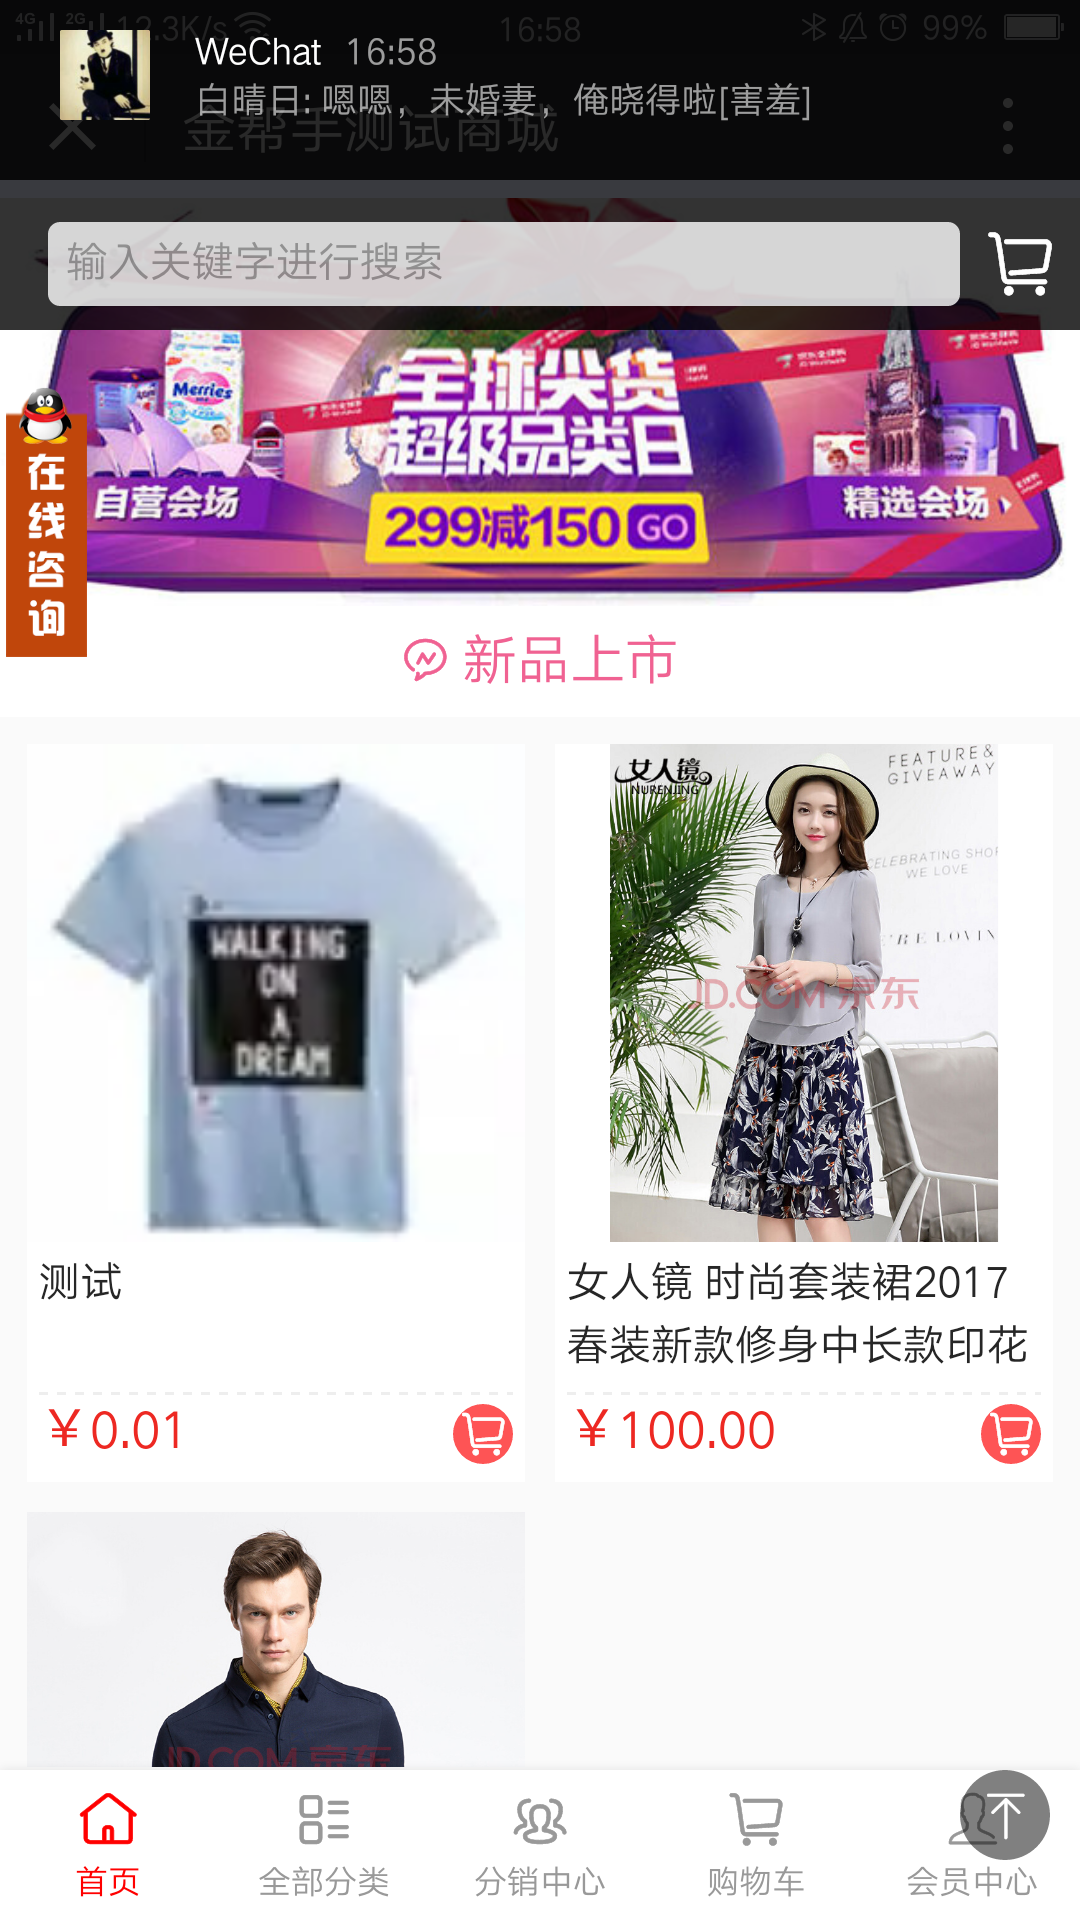 4G 2G 12.3K/s 16:58 99%
WeChat 16:58
白晴日: 嗯嗯，未婚妻，俺晓得啦[害羞]
金帮手测试商城
输入关键字进行搜索
Merries
全球尖货
超级品类日
自营会场
精选会场
299减150 GO
在线咨询
新品上市
WALKING
ON
A
DREAM
女人镜
NURENJING
FEATURE &
GIVEAWAY
CELEBRATING SHOP
WE LOVE
JD.COM 京东
测试
女人镜 时尚套装裙2017
春装新款修身中长款印花
￥0.01
￥100.00
JD.COM 京东
首页
全部分类
分销中心
购物车
会员中心